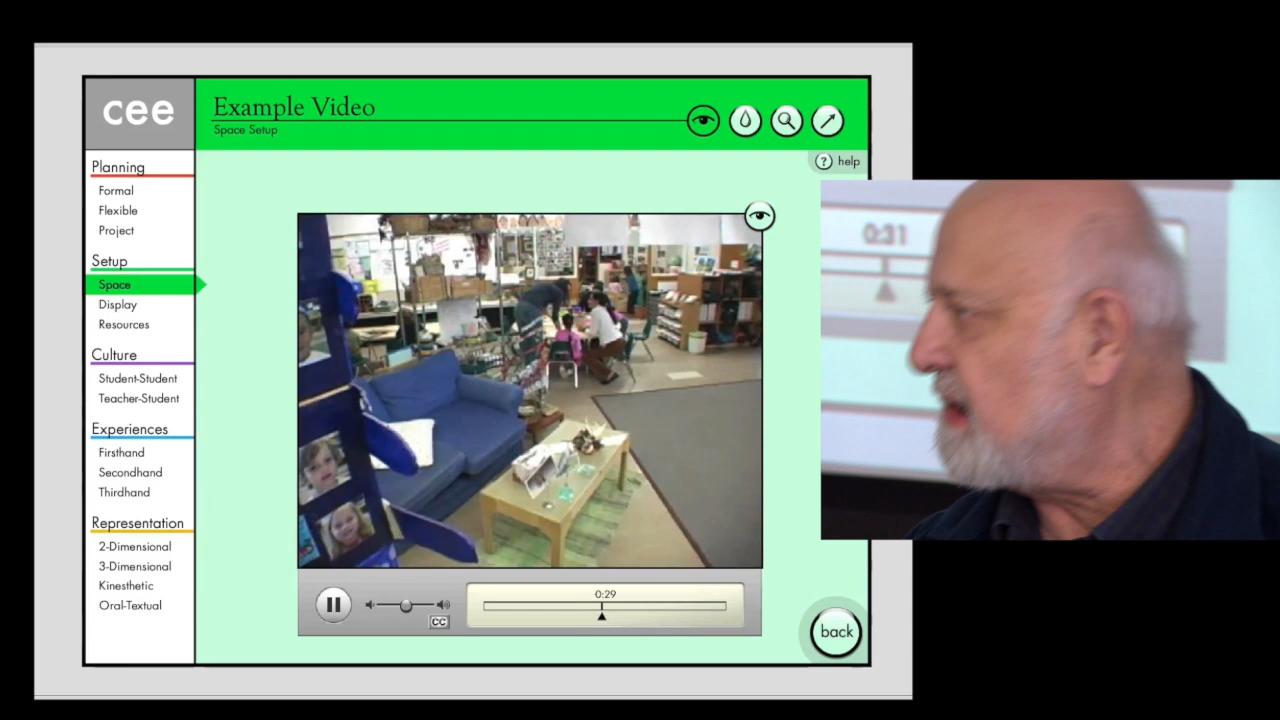 cee
Example Video
Space Setup
? help
Planning
Formal
Flexible
Project
Setup
Space
Display
Resources
Culture
Student-Student
Teacher-Student
Experiences
Firsthand
Secondhand
Thirdhand
Representation
2-Dimensional
3-Dimensional
Kinesthetic
Oral-Textual
0:29
CC
back
0:31